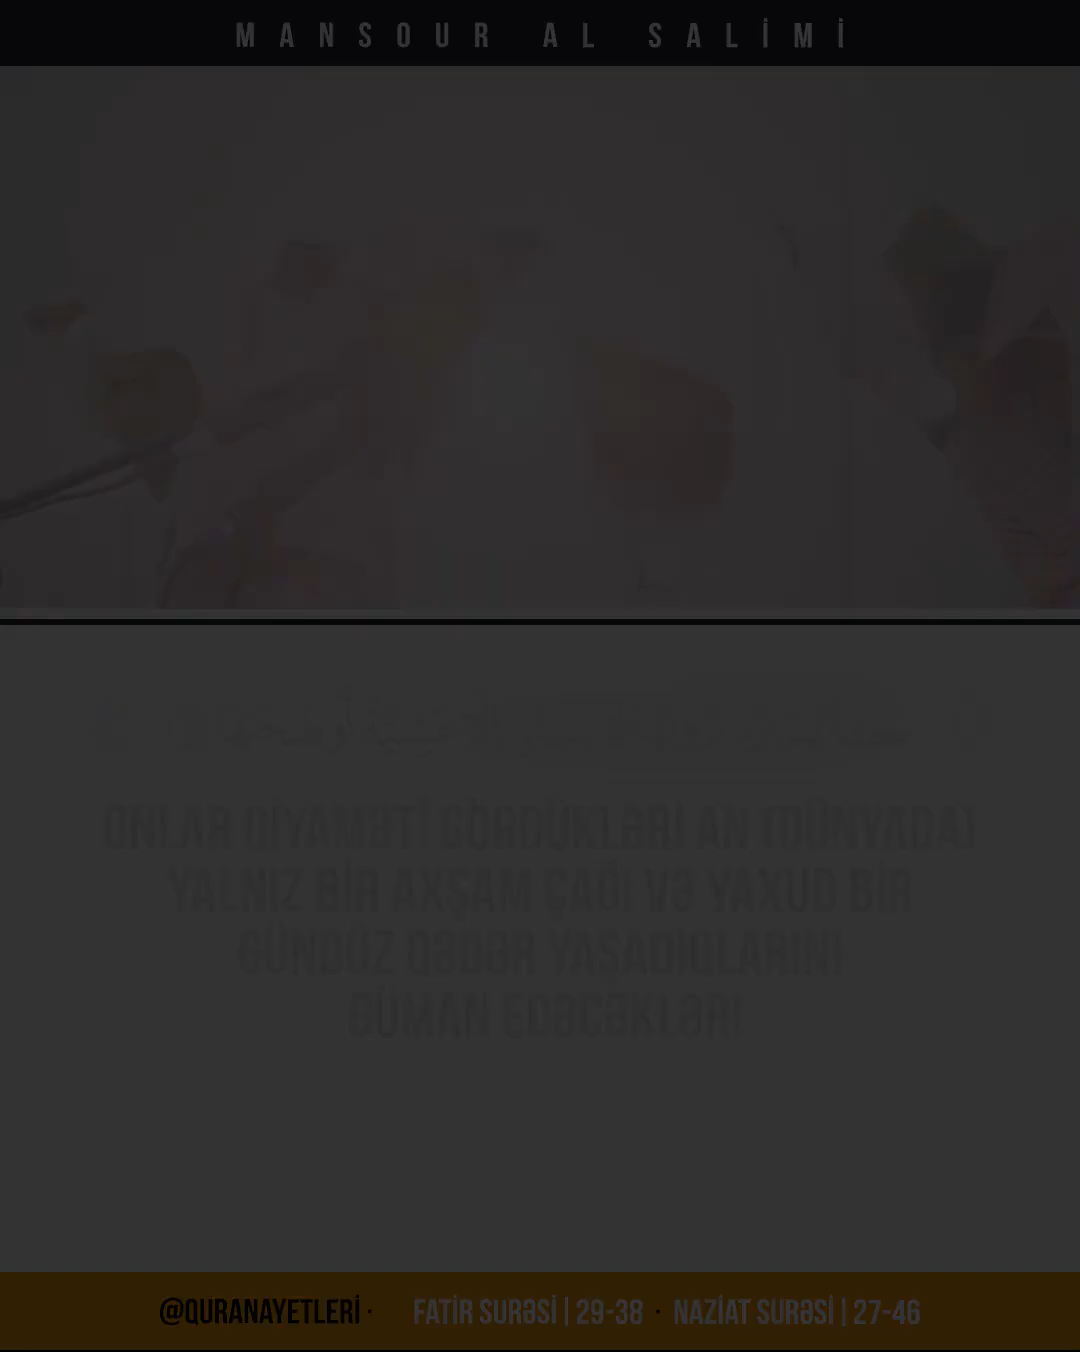 MANSOUR AL SALİMİ
ONLAR QİYAMƏTİ GÖRDÜKLƏRİ AN (DÜNYADA)
YALNIZ BİR AXŞAM ÇAĞI VƏ YAXUD BİR
GÜNDÜZ QƏDƏR YAŞADIQLARINI
GÜMAN EDƏCƏKLƏR!
@QURANAYETLERİ · FATİR SURƏSİ | 29-38 · NAZİAT SURƏSİ | 27-46